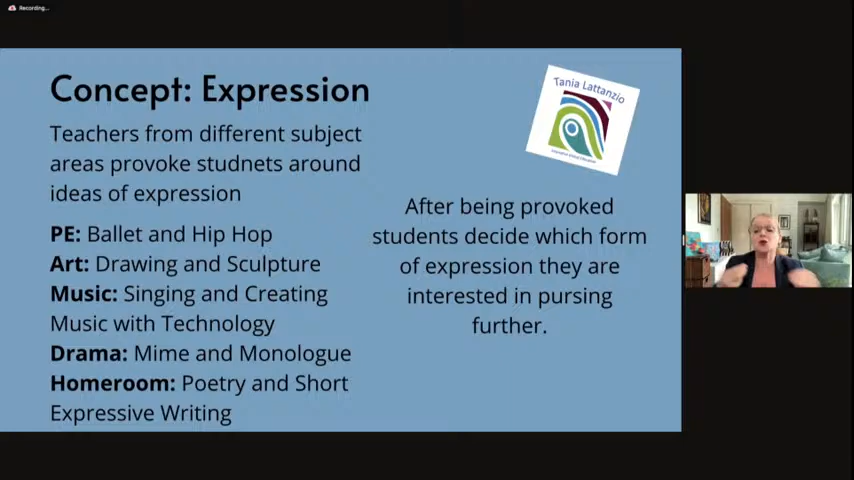 Recording...
Concept: Expression
Tania Lattanzio
Teachers from different subject
areas provoke studnets around
ideas of expression
PE: Ballet and Hip Hop
Art: Drawing and Sculpture
Music: Singing and Creating
Music with Technology
Drama: Mime and Monologue
Homeroom: Poetry and Short
Expressive Writing
After being provoked
students decide which form
of expression they are
interested in pursing
further.